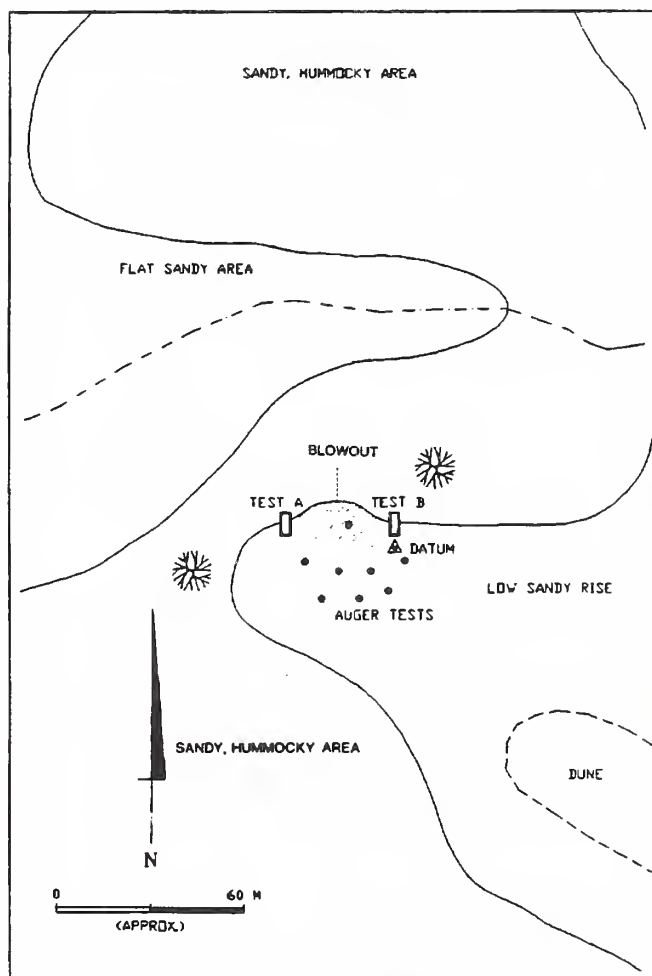 SANDY, HUMMOCKY AREA
FLAT SANDY AREA
BLOWOUT
TEST A
TEST B
DATUM
LOW SANDY RISE
AUGER TESTS
SANDY, HUMMOCKY AREA
DUNE
N
0 60 M
(APPROX.)